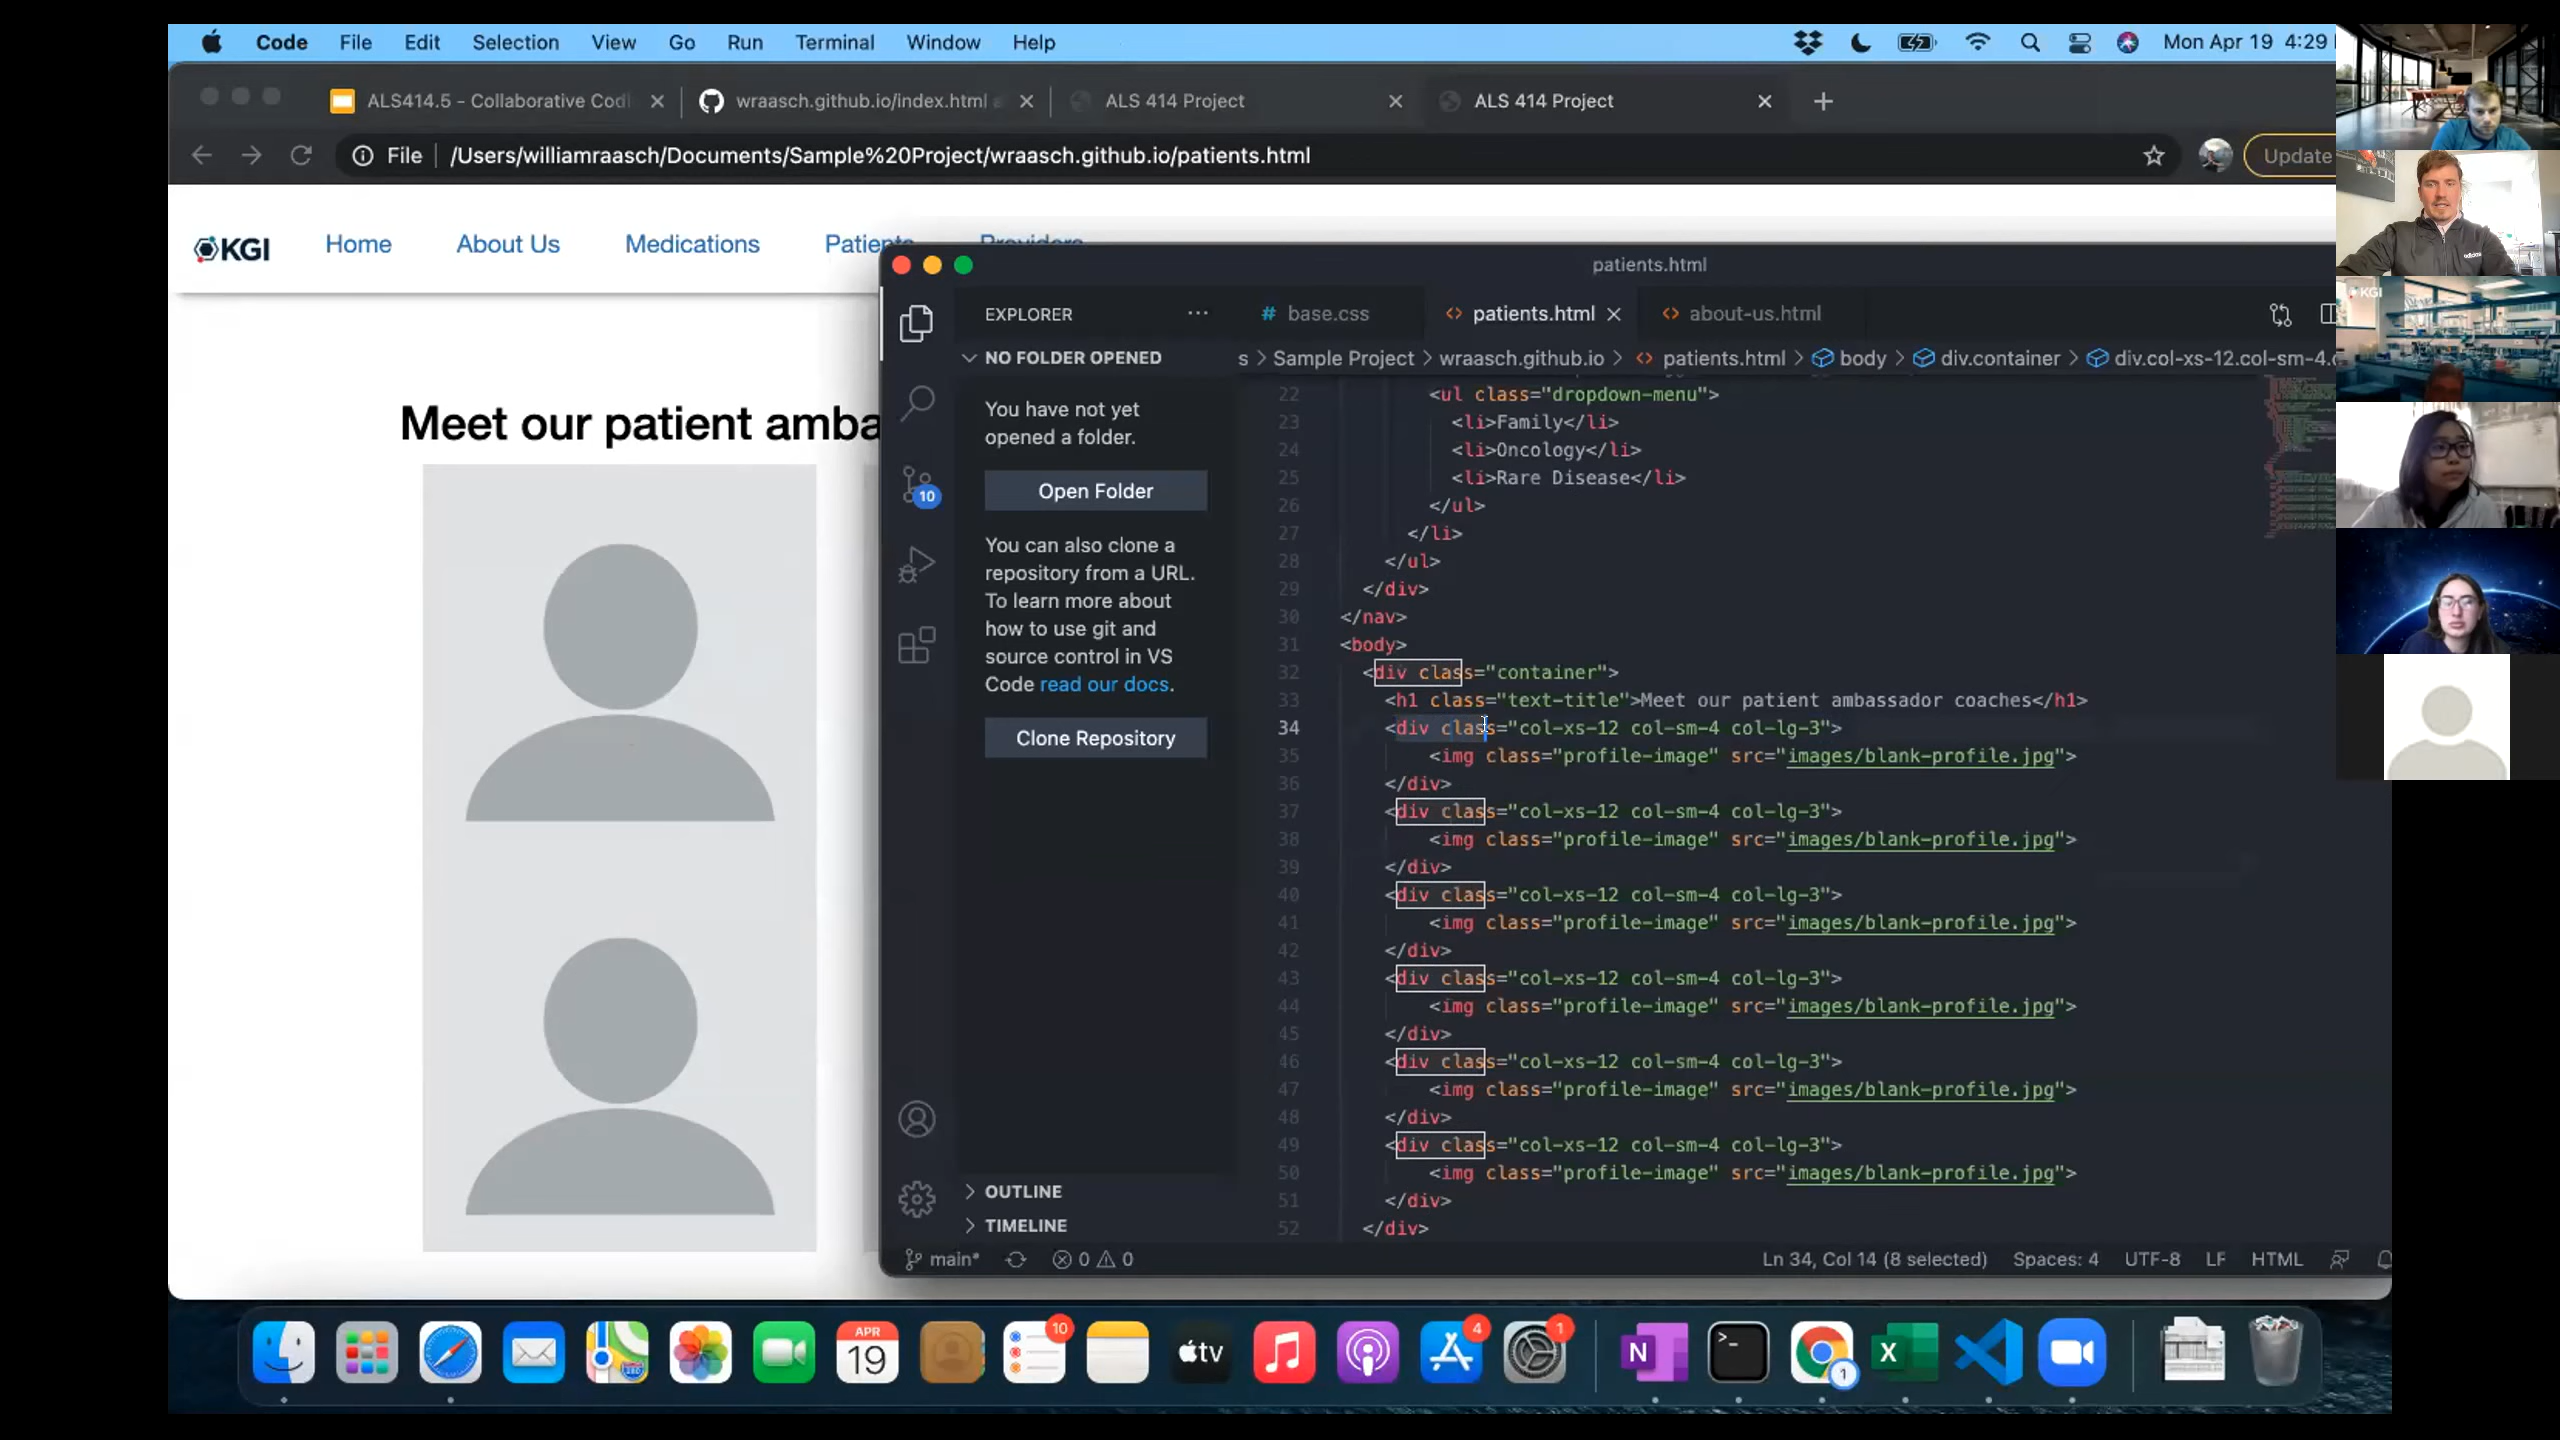 Code File Edit Selection View Go Run Terminal Window Help Mon Apr 19 4:29
ALS414.5 - Collaborative Codi
wraasch.github.io/index.html
ALS 414 Project
ALS 414 Project
File /Users/williamraasch/Documents/Sample%20Project/wraasch.github.io/patients.html
Update
KGI Home About Us Medications Patients Providers
Meet our patient amba
patients.html
EXPLORER
NO FOLDER OPENED
You have not yet
opened a folder.
Open Folder
You can also clone a
repository from a URL.
To learn more about
how to use git and
source control in VS
Code read our docs.
Clone Repository
OUTLINE
TIMELINE
10
# base.css
<> patients.html
<> about-us.html
s > Sample Project > wraasch.github.io > <> patients.html > body > div.container > div.col-xs-12.col-sm-4.
22 <ul class="dropdown-menu">
23 <li>Family</li>
24 <li>Oncology</li>
25 <li>Rare Disease</li>
26 </ul>
27 </li>
28 </ul>
29 </div>
30 </nav>
31 <body>
32 <div class="container">
33 <h1 class="text-title">Meet our patient ambassador coaches</h1>
34 <div class="col-xs-12 col-sm-4 col-lg-3">
35 <img class="profile-image" src="images/blank-profile.jpg">
36 </div>
37 <div class="col-xs-12 col-sm-4 col-lg-3">
38 <img class="profile-image" src="images/blank-profile.jpg">
39 </div>
40 <div class="col-xs-12 col-sm-4 col-lg-3">
41 <img class="profile-image" src="images/blank-profile.jpg">
42 </div>
43 <div class="col-xs-12 col-sm-4 col-lg-3">
44 <img class="profile-image" src="images/blank-profile.jpg">
45 </div>
46 <div class="col-xs-12 col-sm-4 col-lg-3">
47 <img class="profile-image" src="images/blank-profile.jpg">
48 </div>
49 <div class="col-xs-12 col-sm-4 col-lg-3">
50 <img class="profile-image" src="images/blank-profile.jpg">
51 </div>
52 </div>
main* 0 0 Ln 34, Col 14 (8 selected) Spaces: 4 UTF-8 LF HTML
KGI
adidas
APR
19
10
tv
4
1
N
>_
1
X